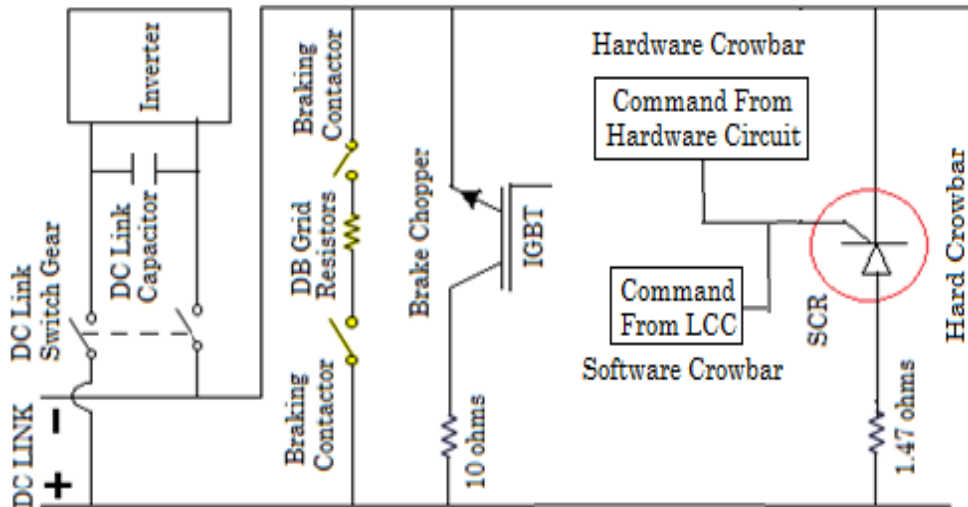 Inverter
DC Link
Switch Gear
DC Link
Capacitor
DC LINK
+ −
Braking
Contactor
DB Grid
Resistors
Braking
Contactor
Brake Chopper
IGBT
10 ohms
Hardware Crowbar
Command From
Hardware Circuit
Command
From LCC
Software Crowbar
SCR
1.47 ohms
Hard Crowbar